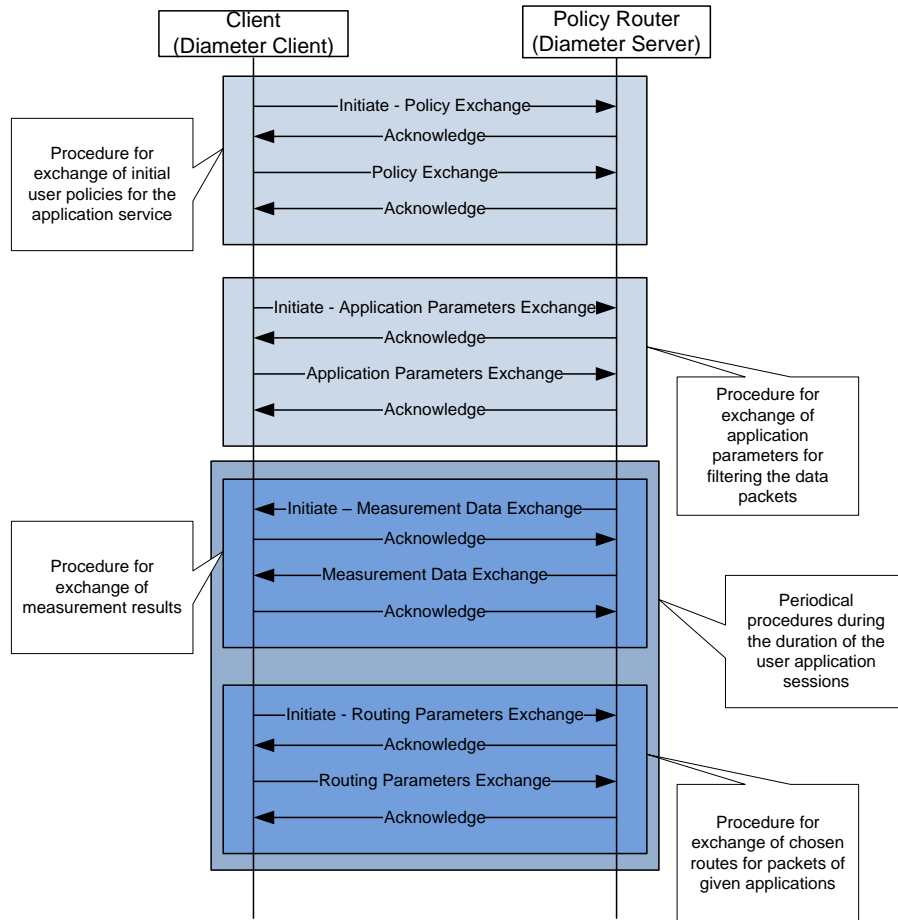 Client
(Diameter Client)
Policy Router
(Diameter Server)
Initiate - Policy Exchange
Acknowledge
Policy Exchange
Acknowledge
Procedure for
exchange of initial
user policies for the
application service
Initiate - Application Parameters Exchange
Acknowledge
Application Parameters Exchange
Acknowledge
Procedure for
exchange of
application
parameters for
filtering the data
packets
Initiate – Measurement Data Exchange
Acknowledge
Measurement Data Exchange
Acknowledge
Procedure for
exchange of
measurement results
Periodical
procedures during
the duration of the
user application
sessions
Initiate - Routing Parameters Exchange
Acknowledge
Routing Parameters Exchange
Acknowledge
Procedure for
exchange of chosen
routes for packets of
given applications